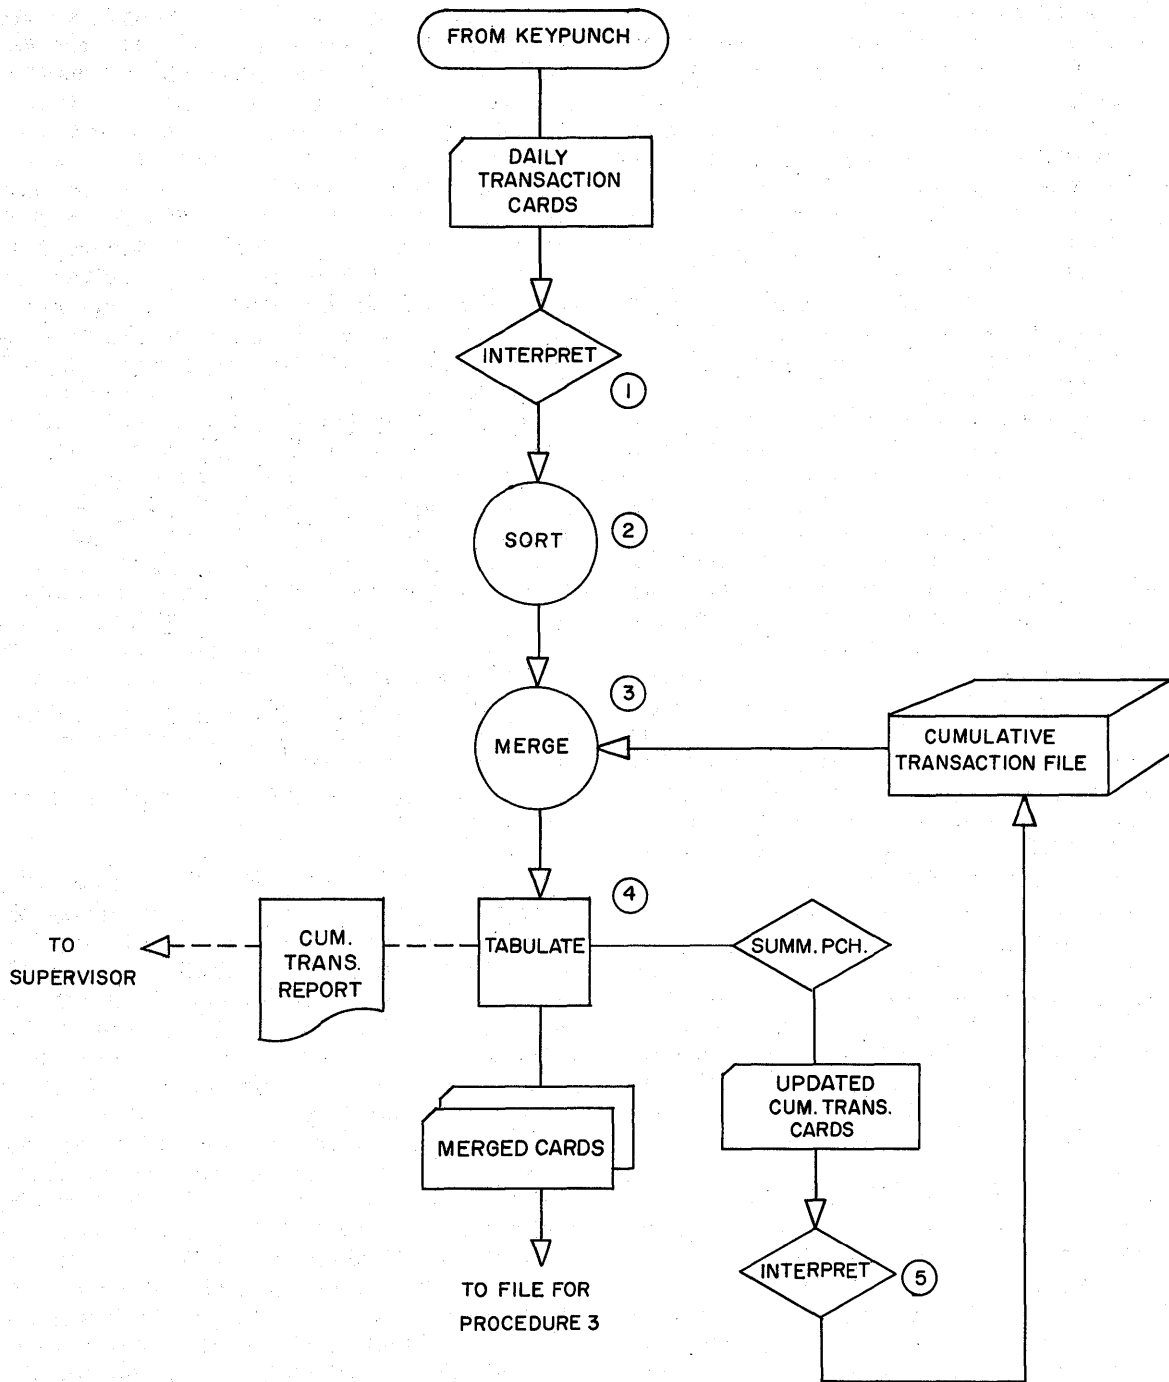 FROM KEYPUNCH
DAILY
TRANSACTION
CARDS
INTERPRET
1
SORT
2
3
MERGE
CUMULATIVE
TRANSACTION FILE
4
TO
SUPERVISOR
CUM.
TRANS.
REPORT
TABULATE
SUMM. PCH.
UPDATED
CUM. TRANS.
CARDS
MERGED CARDS
INTERPRET
5
TO FILE FOR
PROCEDURE 3